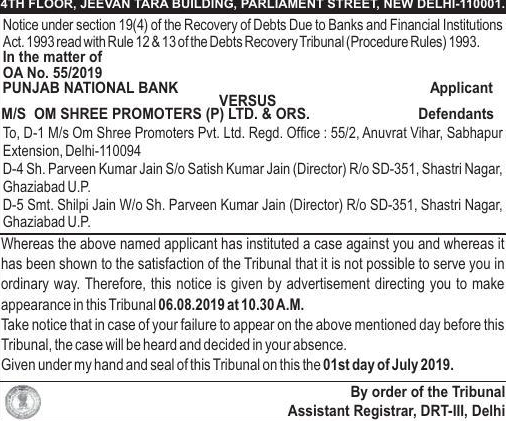 4TH FLOOR, JEEVAN TARA BUILDING, PARLIAMENT STREET, NEW DELHI-110001.
Notice under section 19(4) of the Recovery of Debts Due to Banks and Financial Institutions
Act. 1993 read with Rule 12 & 13 of the Debts Recovery Tribunal (Procedure Rules) 1993.
In the matter of
OA No. 55/2019
PUNJAB NATIONAL BANK Applicant
VERSUS
M/S OM SHREE PROMOTERS (P) LTD. & ORS. Defendants
To, D-1 M/s Om Shree Promoters Pvt. Ltd. Regd. Office : 55/2, Anuvrat Vihar, Sabhapur
Extension, Delhi-110094
D-4 Sh. Parveen Kumar Jain S/o Satish Kumar Jain (Director) R/o SD-351, Shastri Nagar,
Ghaziabad U.P.
D-5 Smt. Shilpi Jain W/o Sh. Parveen Kumar Jain (Director) R/o SD-351, Shastri Nagar,
Ghaziabad U.P.
Whereas the above named applicant has instituted a case against you and whereas it
has been shown to the satisfaction of the Tribunal that it is not possible to serve you in
ordinary way. Therefore, this notice is given by advertisement directing you to make
appearance in this Tribunal 06.08.2019 at 10.30 A.M.
Take notice that in case of your failure to appear on the above mentioned day before this
Tribunal, the case will be heard and decided in your absence.
Given under my hand and seal of this Tribunal on this the 01st day of July 2019.
By order of the Tribunal
Assistant Registrar, DRT-III, Delhi